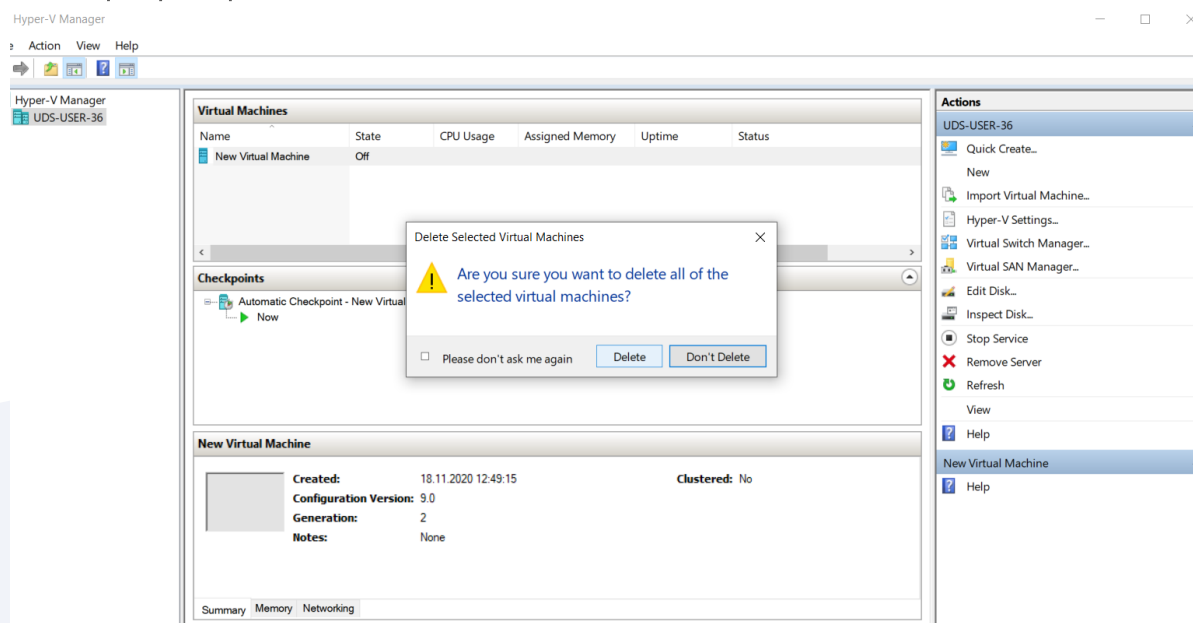 Hyper-V Manager
Action View Help
Hyper-V Manager
UDS-USER-36
Virtual Machines
Name State CPU Usage Assigned Memory Uptime Status
New Virtual Machine Off
Delete Selected Virtual Machines
Are you sure you want to delete all of the
selected virtual machines?
Please don't ask me again Delete Don't Delete
Checkpoints
Automatic Checkpoint - New Virtual
Now
New Virtual Machine
Created: 18.11.2020 12:49:15 Clustered: No
Configuration Version: 9.0
Generation: 2
Notes: None
Summary Memory Networking
Actions
UDS-USER-36
Quick Create...
New
Import Virtual Machine...
Hyper-V Settings...
Virtual Switch Manager...
Virtual SAN Manager...
Edit Disk...
Inspect Disk...
Stop Service
Remove Server
Refresh
View
Help
New Virtual Machine
Help